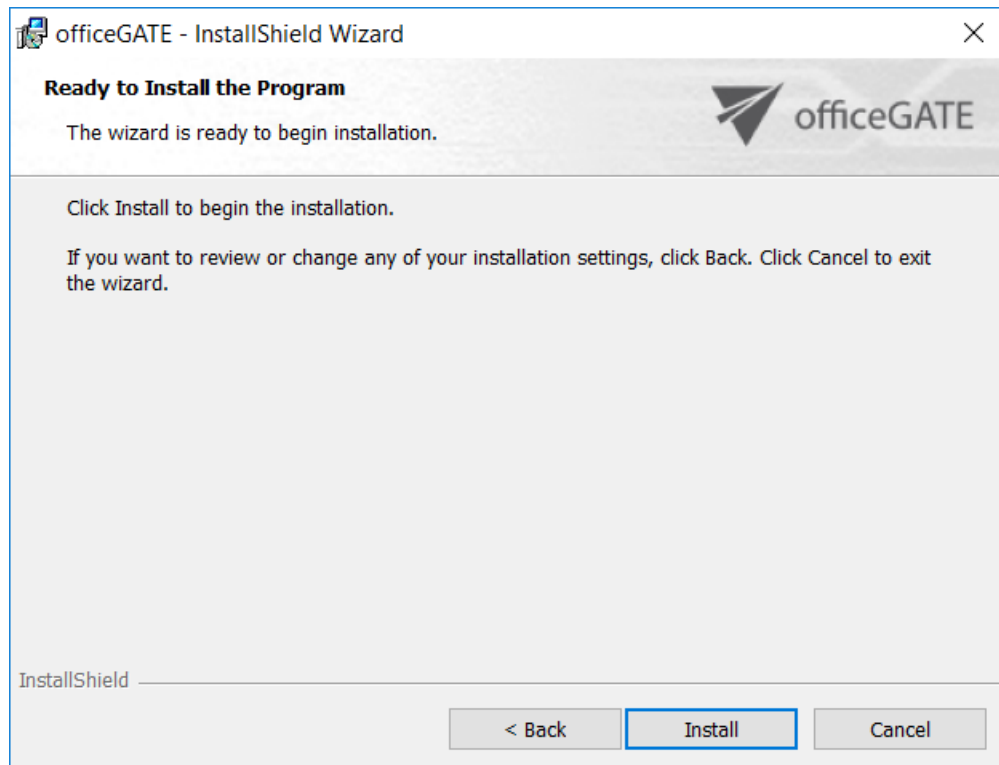 officeGATE - InstallShield Wizard
Ready to Install the Program
The wizard is ready to begin installation.
officeGATE
Click Install to begin the installation.
If you want to review or change any of your installation settings, click Back. Click Cancel to exit
the wizard.
InstallShield
< Back
Install
Cancel